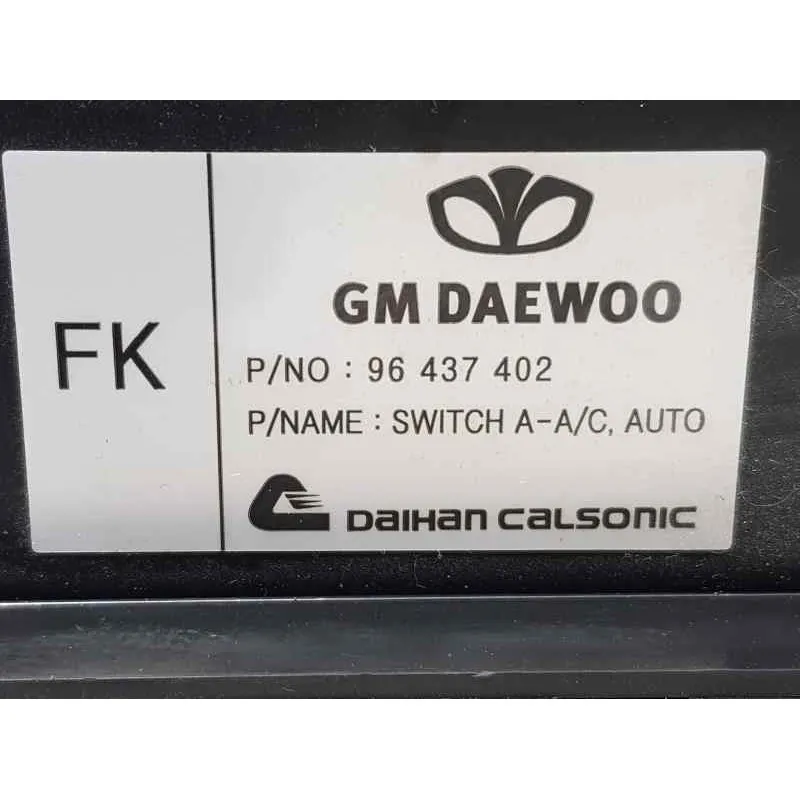 FK
GM DAEWOO
P/NO : 96 437 402
P/NAME : SWITCH A-A/C, AUTO
DAIHAN CALSONIC